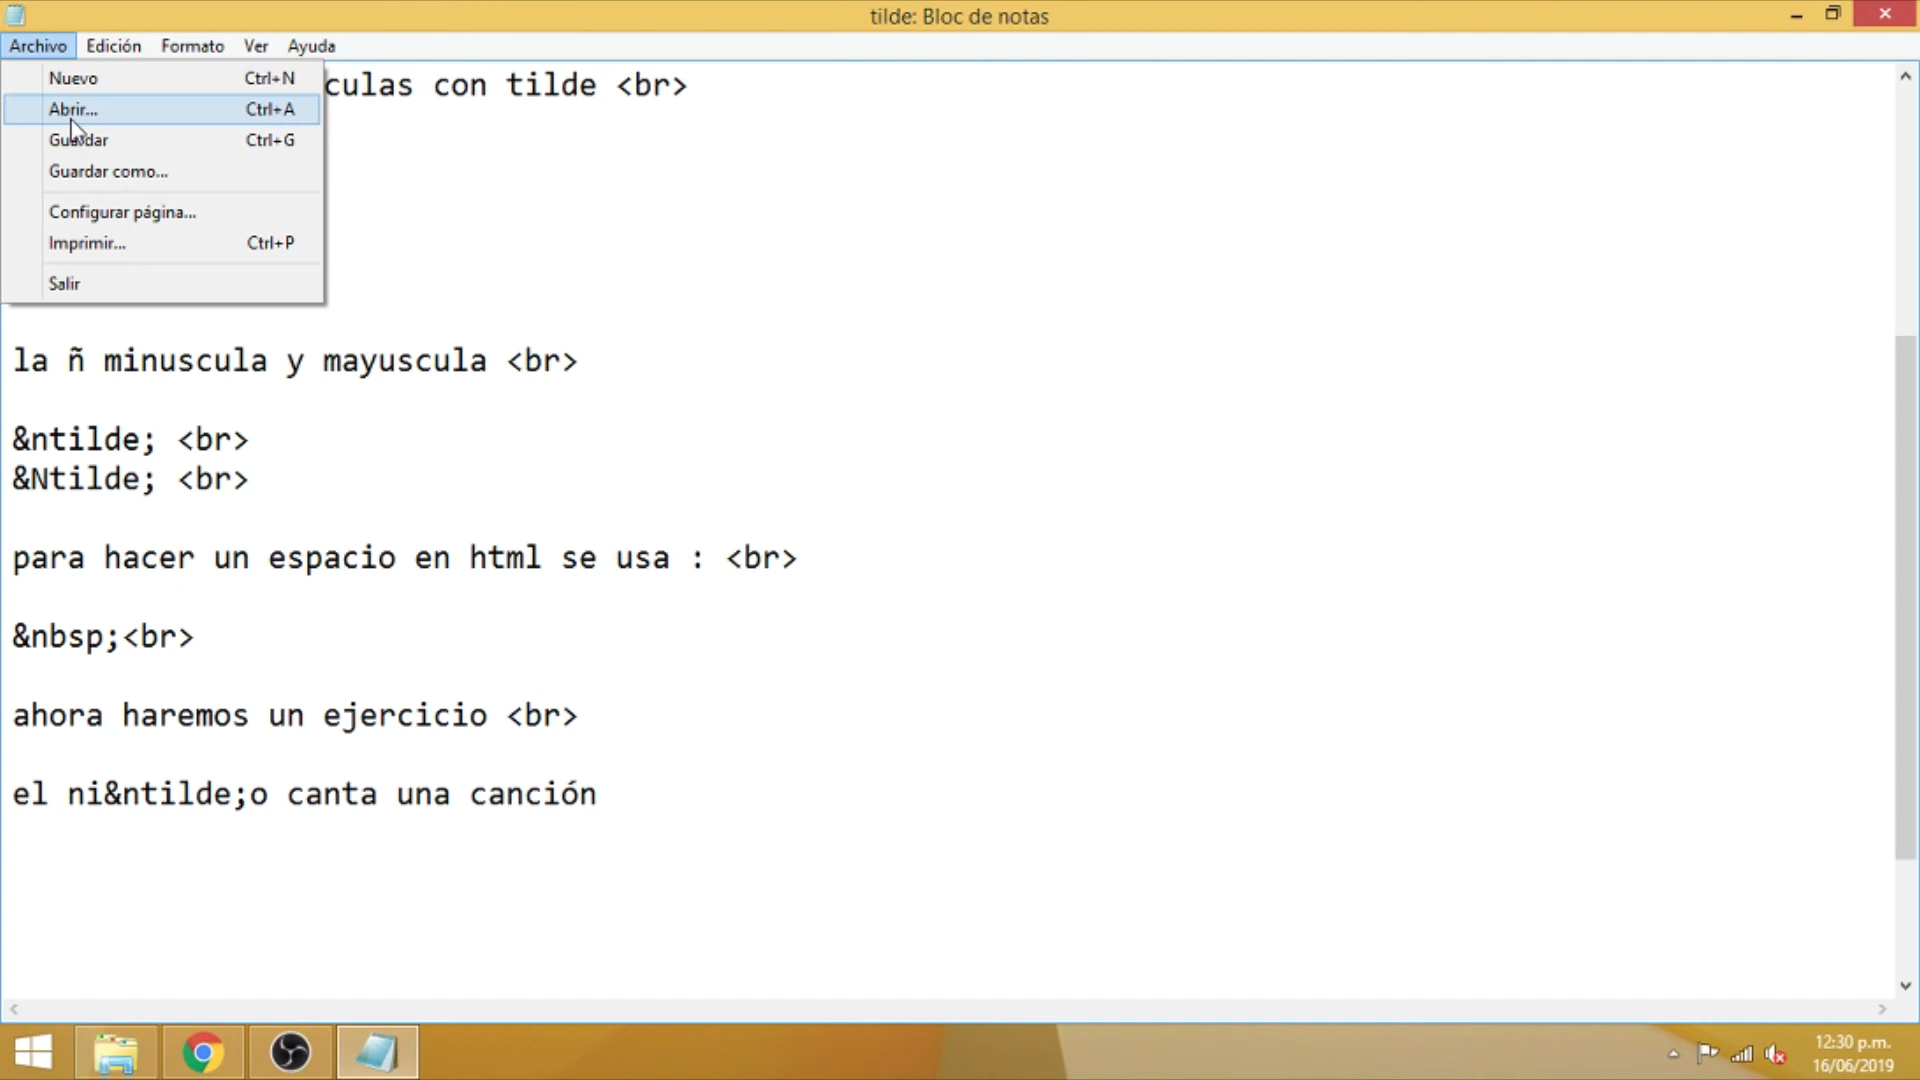 tilde: Bloc de notas
Archivo Edición Formato Ver Ayuda
Nuevo Ctrl+N
Abrir... Ctrl+A
Guardar Ctrl+G
Guardar como...
Configurar página...
Imprimir... Ctrl+P
Salir
culas con tilde <br>
la ñ minuscula y mayuscula <br>
&ntilde; <br>
&Ntilde; <br>
para hacer un espacio en html se usa : <br>
&nbsp;<br>
ahora haremos un ejercicio <br>
el ni&ntilde;o canta una canción
12:30 p.m.
16/06/2019